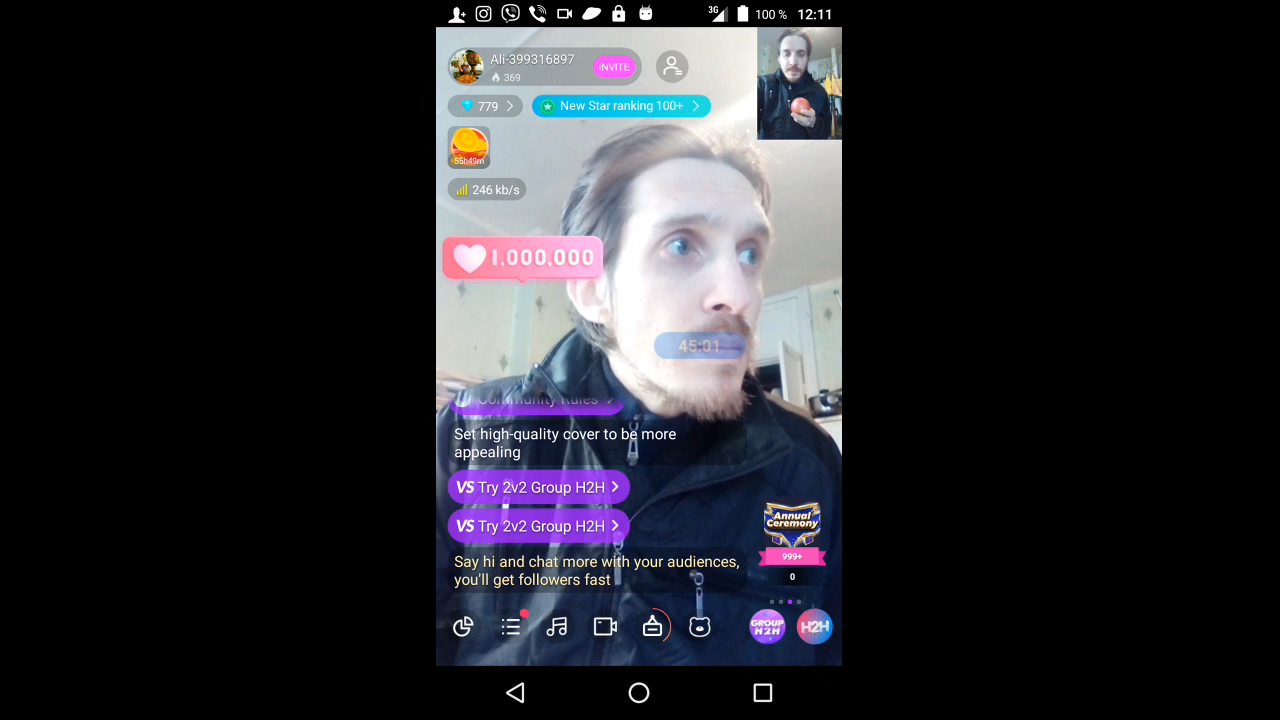 3G 100 % 12:11
Ali-399316897
369
INVITE
779
New Star ranking 100+
55h49m
246 kb/s
1,000,000
45:01
Community Rules
Set high-quality cover to be more
appealing
VS Try 2v2 Group H2H
VS Try 2v2 Group H2H
Say hi and chat more with your audiences,
you'll get followers fast
Annual
Ceremony
999+
0
GROUP
H2H
H2H